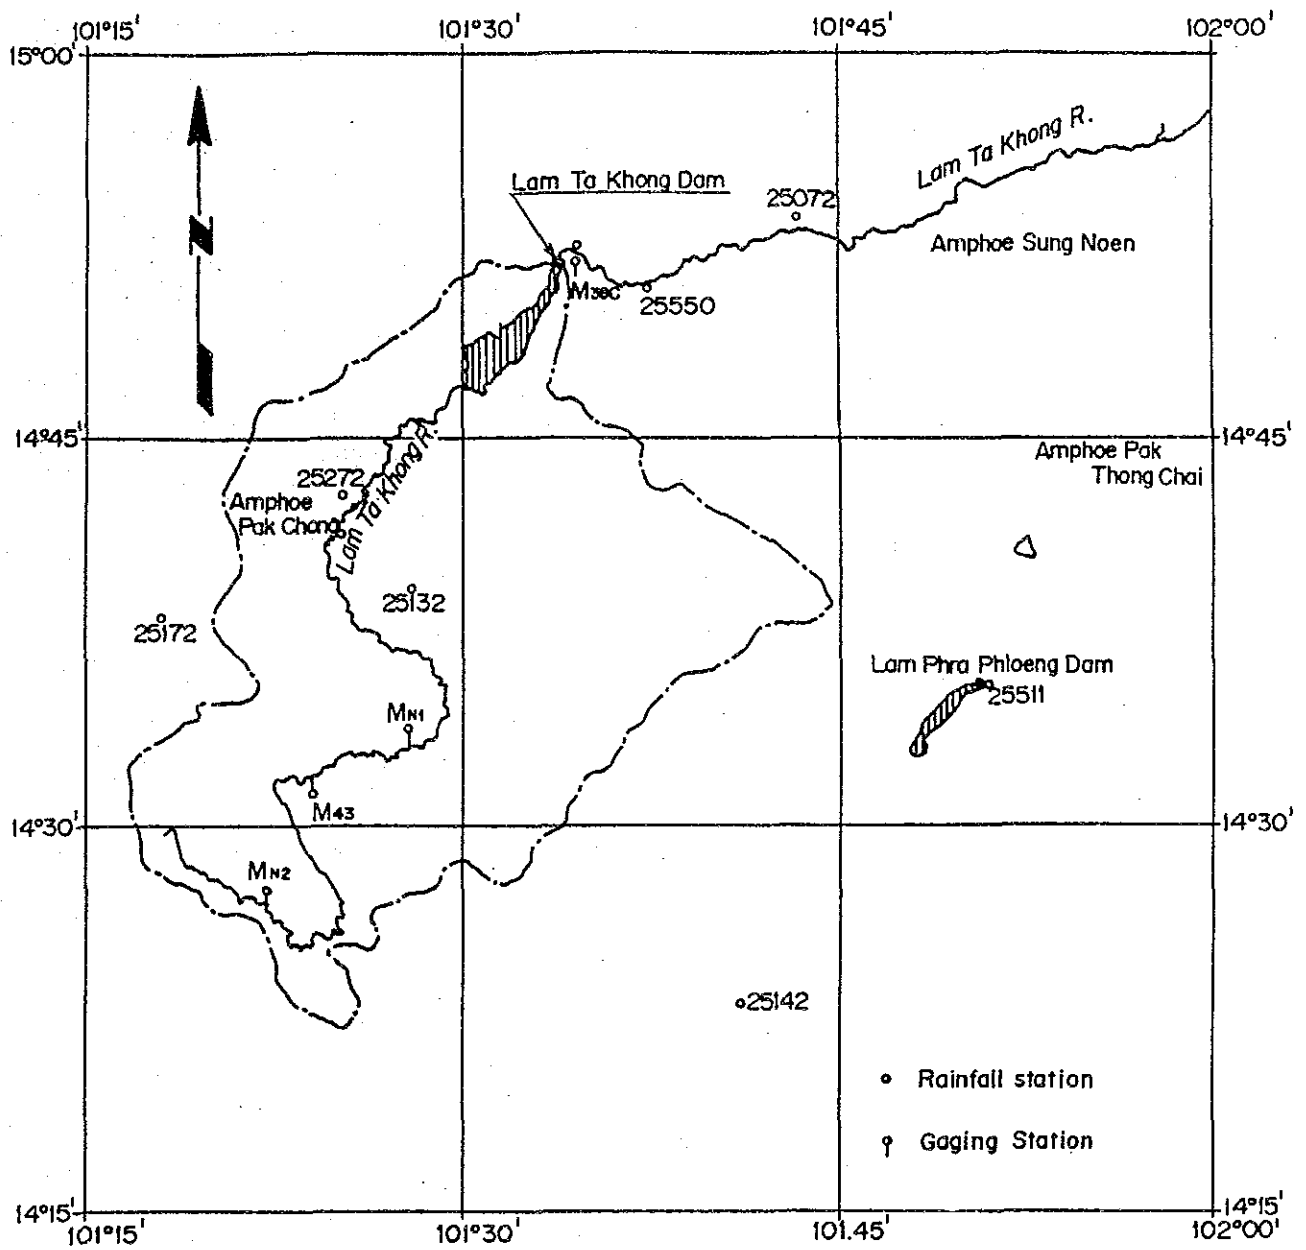 101°15'
101°30'
101°45'
102°00'
15°00'
Lam Ta Khong R.
Lam Ta Khong Dam
25072
Amphoe Sung Noen
M38C
25550
14°45'
14°45'
Amphoe Pak
Thong Chai
25272
Amphoe
Pak Chong
Lam Ta Khong R.
25132
25172
Lam Phra Phloeng Dam
25511
MN1
M43
14°30'
14°30'
MN2
25142
Rainfall station
Gaging Station
14°15'
14°15'
101°15'
101°30'
101.45'
102°00'
N